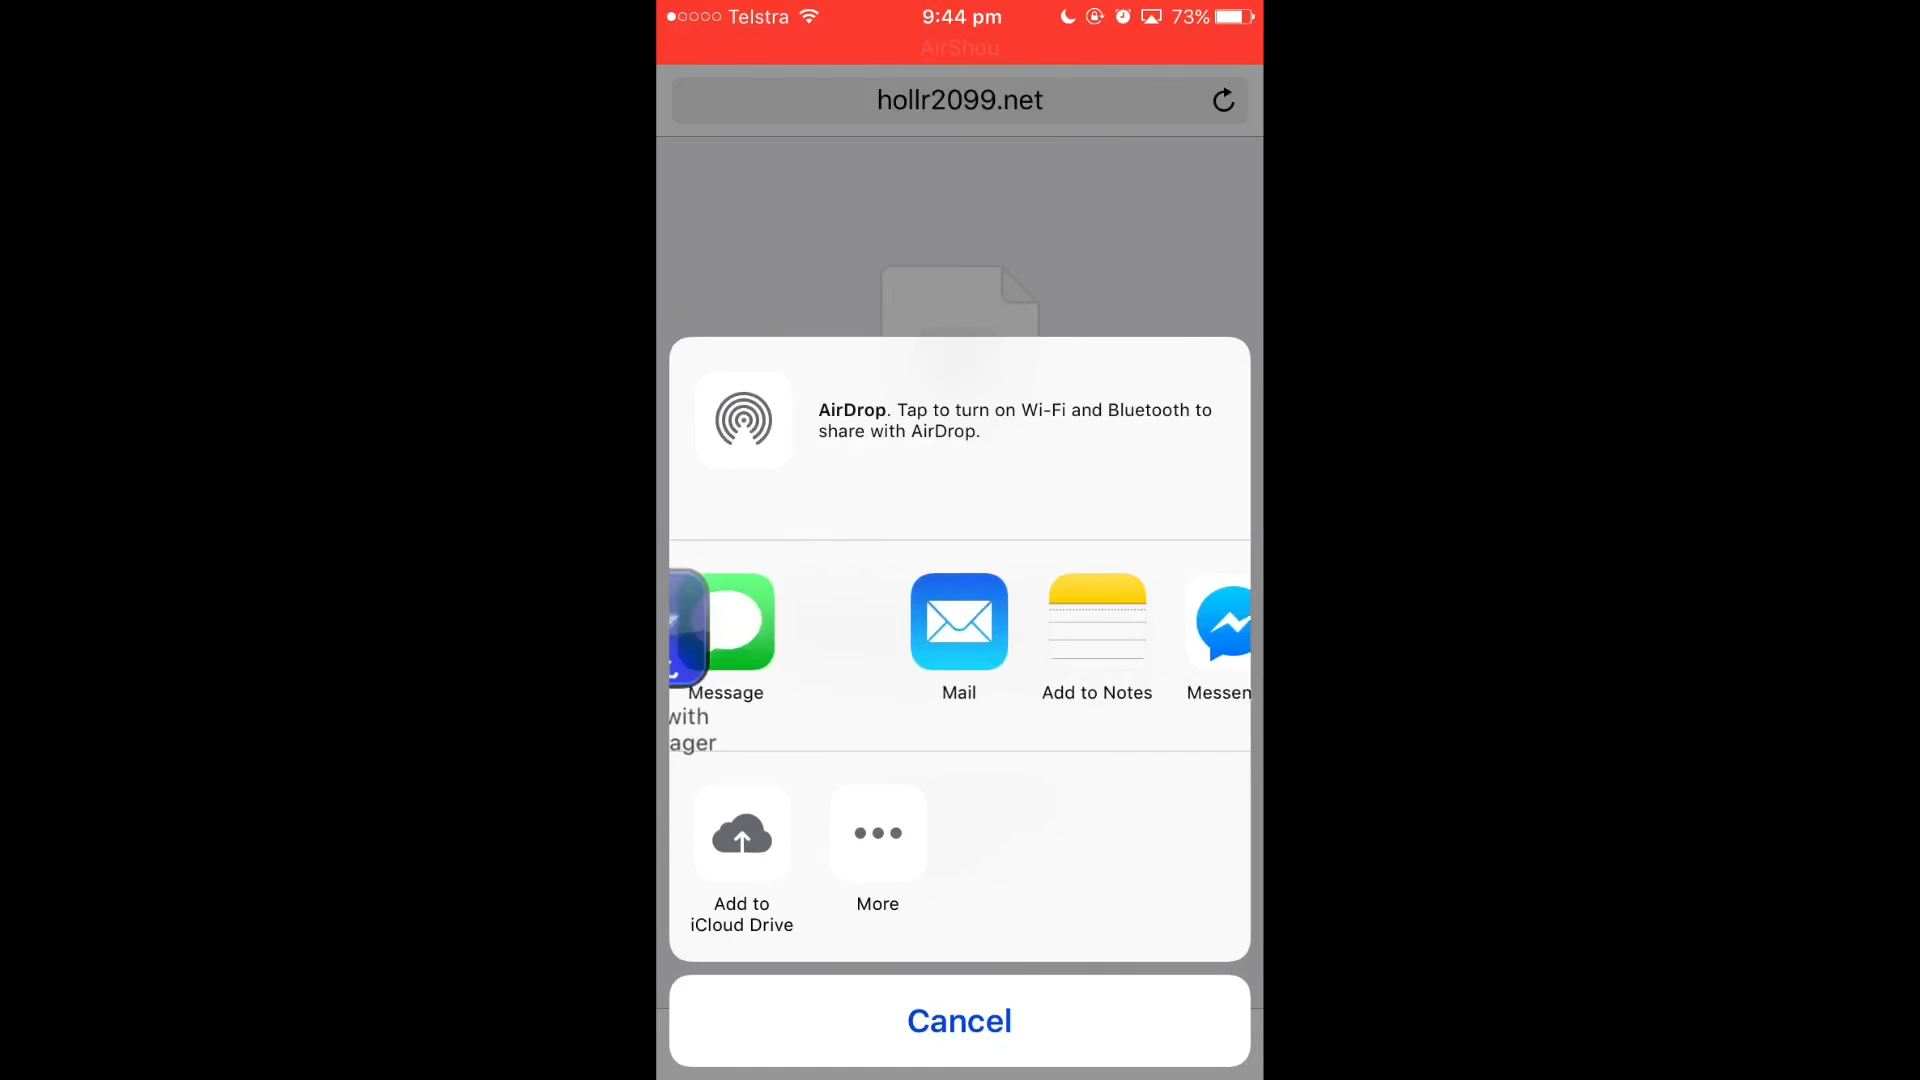 Telstra 9:44 pm 73%
AirShou
hollr2099.net
AirDrop. Tap to turn on Wi-Fi and Bluetooth to
share with AirDrop.
Message Mail Add to Notes Messen
with
ager
Add to
iCloud Drive
More
Cancel